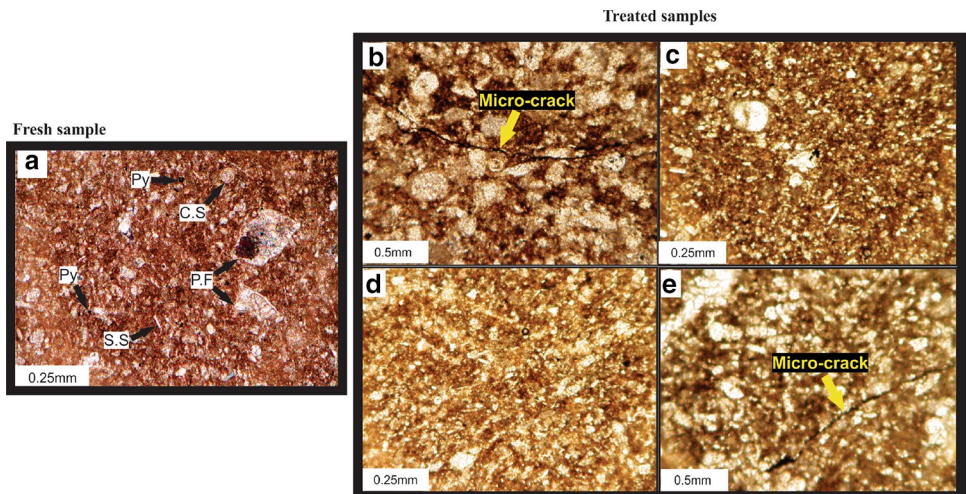 Treated samples
Fresh sample
a
Py
C.S
P.F
Py
S.S
0.25mm
b
Micro-crack
0.5mm
c
0.25mm
d
0.25mm
e
Micro-crack
0.5mm